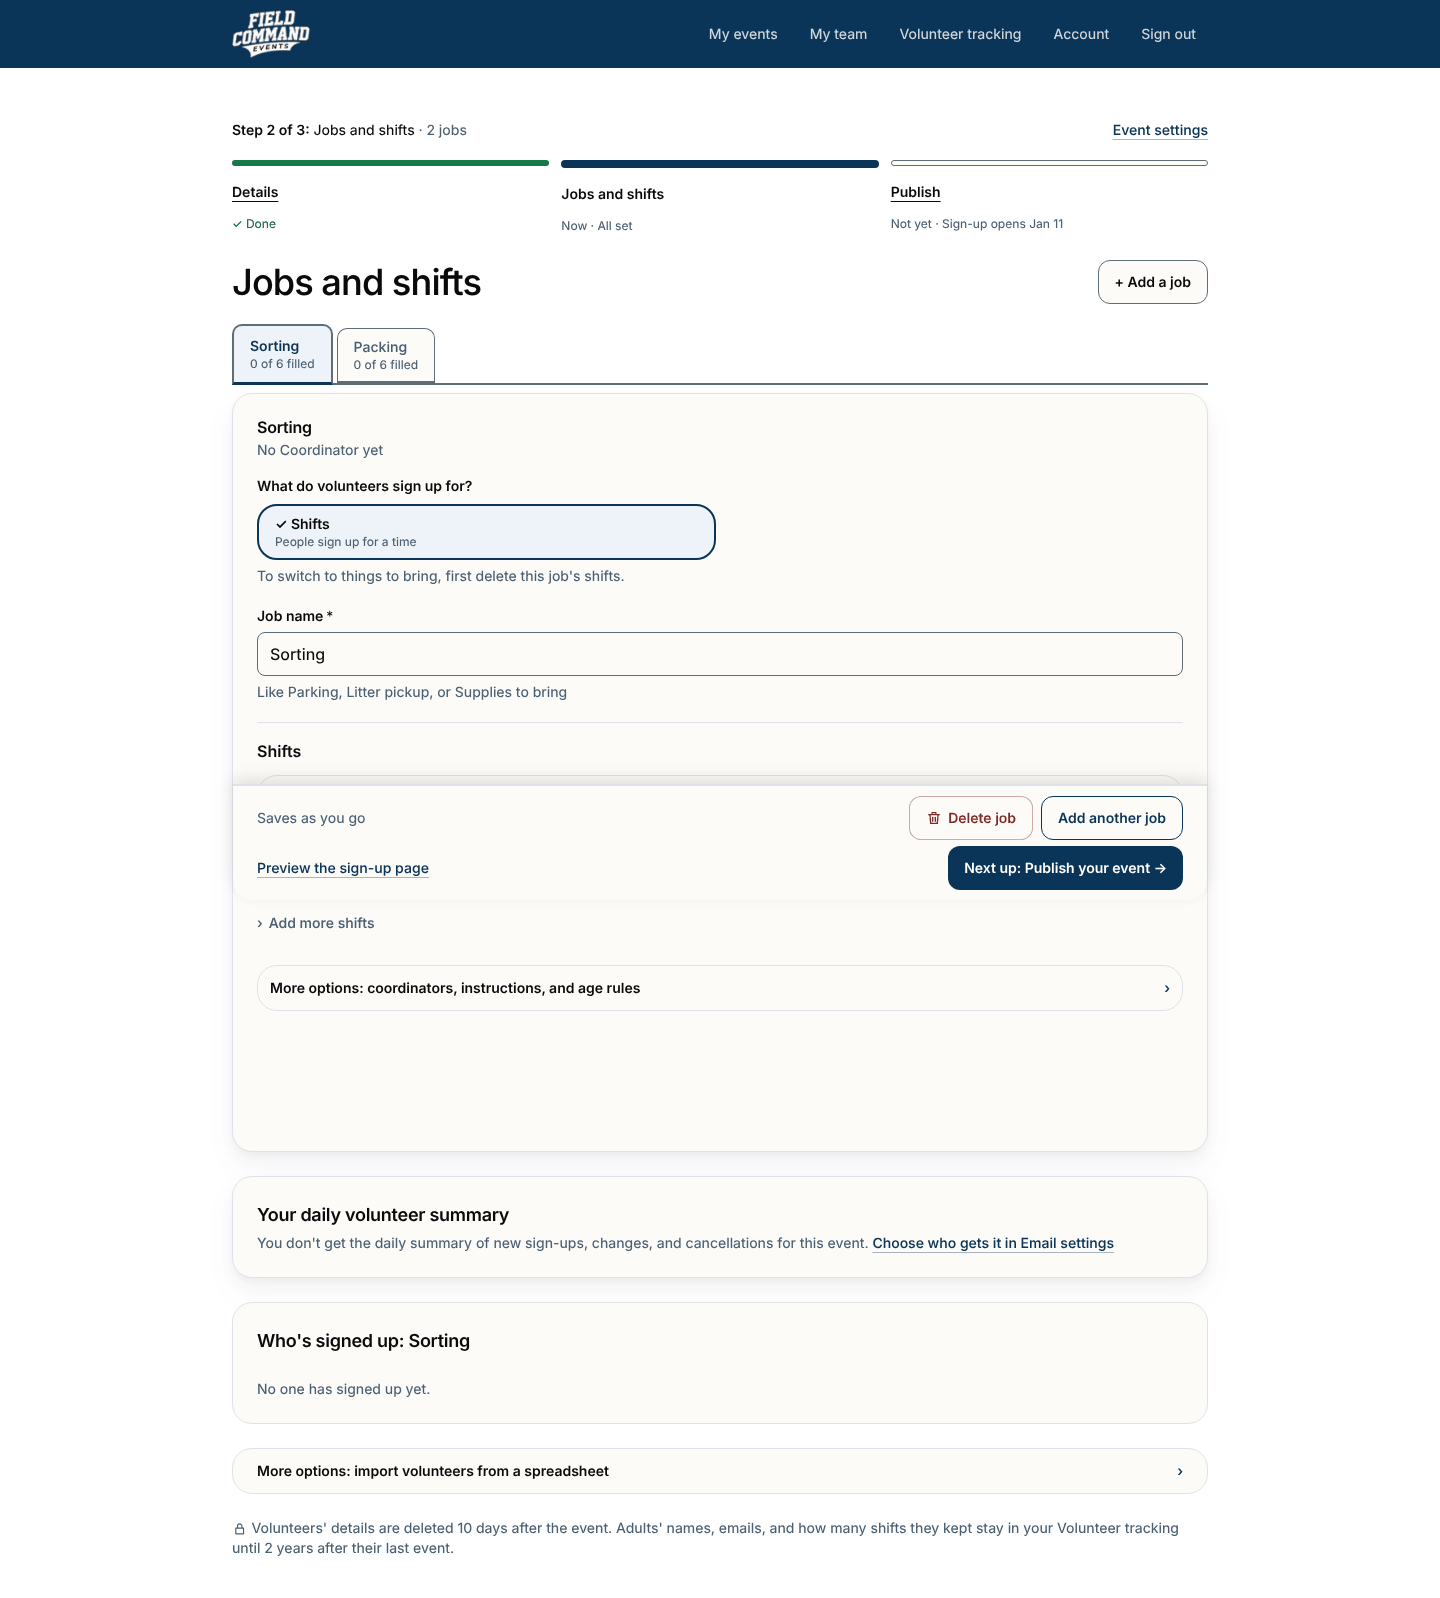 FIELD
COMMAND
EVENTS
My events
My team
Volunteer tracking
Account
Sign out
Step 2 of 3: Jobs and shifts · 2 jobs
Event settings
Details
✓ Done
Jobs and shifts
Now · All set
Publish
Not yet · Sign-up opens Jan 11
Jobs and shifts
+ Add a job
Sorting
0 of 6 filled
Packing
0 of 6 filled
Sorting
No Coordinator yet
What do volunteers sign up for?
✓ Shifts
People sign up for a time
To switch to things to bring, first delete this job's shifts.
Job name *
Sorting
Like Parking, Litter pickup, or Supplies to bring
Shifts
Saves as you go
Delete job
Add another job
Preview the sign-up page
Next up: Publish your event →
› Add more shifts
More options: coordinators, instructions, and age rules ›
Your daily volunteer summary
You don't get the daily summary of new sign-ups, changes, and cancellations for this event. Choose who gets it in Email settings
Who's signed up: Sorting
No one has signed up yet.
More options: import volunteers from a spreadsheet ›
Volunteers' details are deleted 10 days after the event. Adults' names, emails, and how many shifts they kept stay in your Volunteer tracking
until 2 years after their last event.